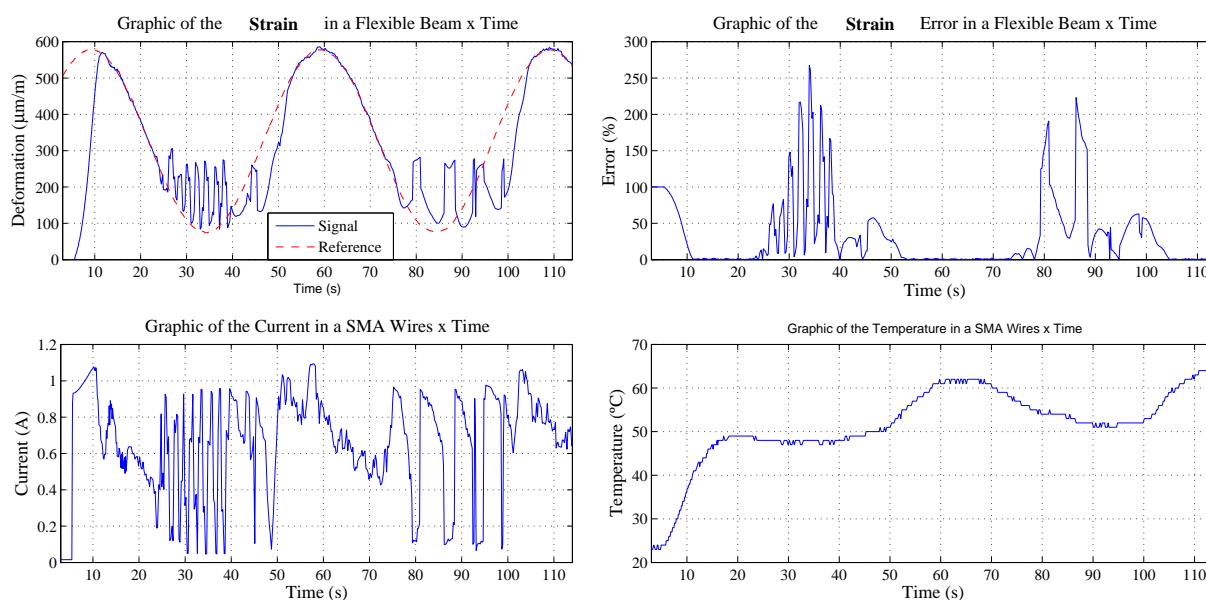 Graphic of the Strain in a Flexible Beam x Time
Deformation (µm/m)
600
500
400
300
200
100
0
10 20 30 40 50 60 70 80 90 100 110
Time (s)
Signal
Reference
Graphic of the Strain Error in a Flexible Beam x Time
Error (%)
300
250
200
150
100
50
0
10 20 30 40 50 60 70 80 90 100 110
Time (s)
Graphic of the Current in a SMA Wires x Time
Current (A)
1.2
1
0.8
0.6
0.4
0.2
0
10 20 30 40 50 60 70 80 90 100 110
Time (s)
Graphic of the Temperature in a SMA Wires x Time
Temperature (ºC)
70
60
50
40
30
20
10 20 30 40 50 60 70 80 90 100 110
Time (s)